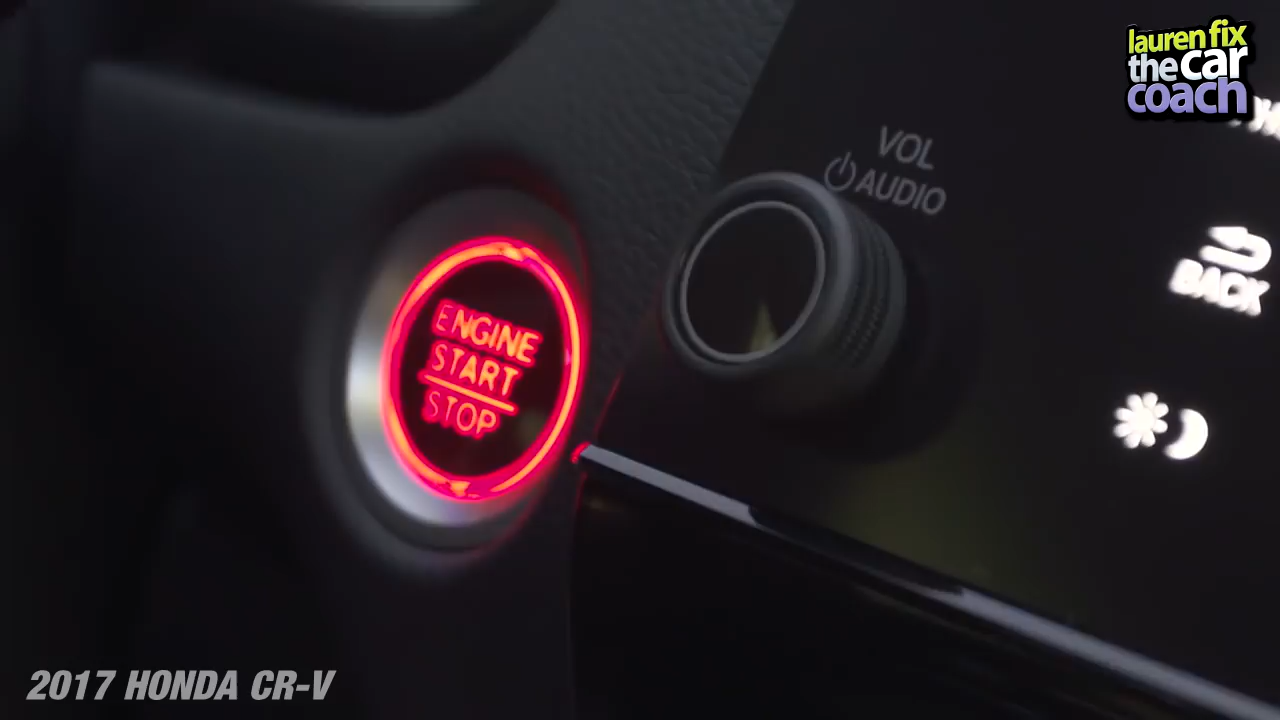 lauren fix
the car
coach
VOL
AUDIO
BACK
ENGINE
START
STOP
2017 HONDA CR-V